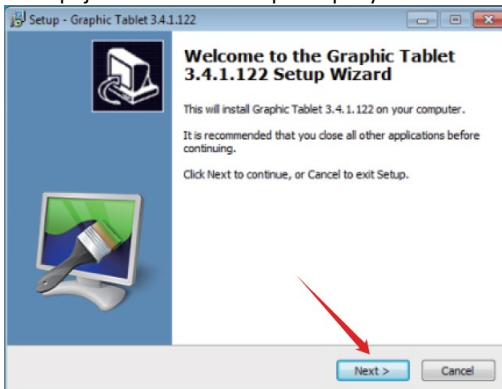 Setup - Graphic Tablet 3.4.1.122
Welcome to the Graphic Tablet
3.4.1.122 Setup Wizard
This will install Graphic Tablet 3.4.1.122 on your computer.
It is recommended that you close all other applications before
continuing.
Click Next to continue, or Cancel to exit Setup.
Next >
Cancel